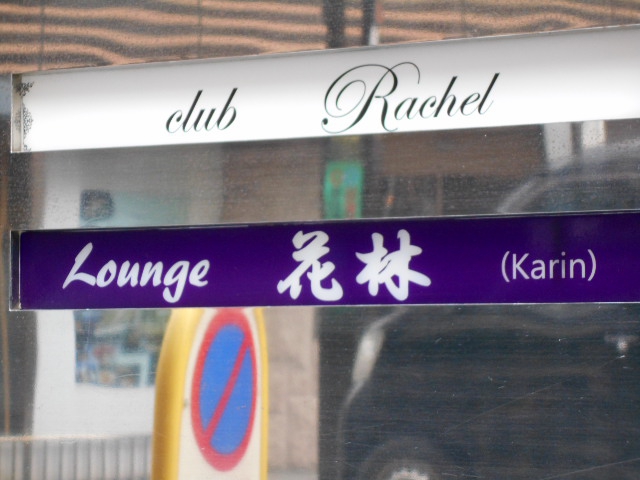 club Rachel
Lounge 花林 (Karin)